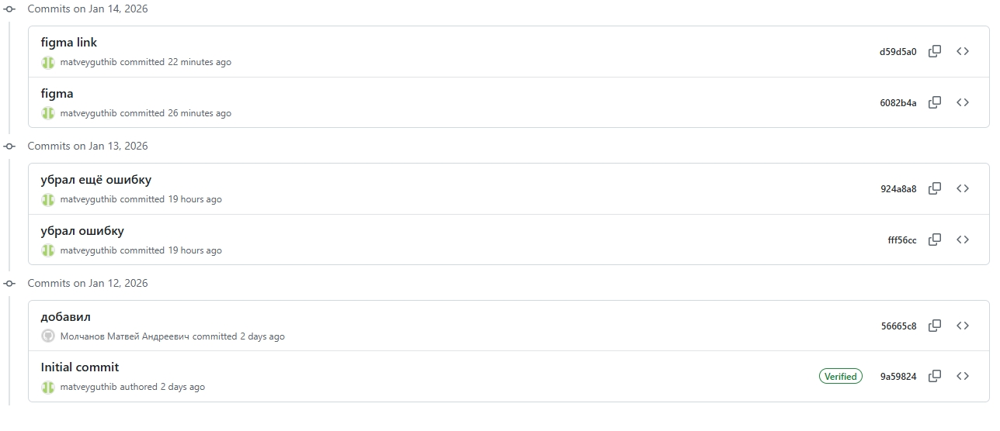 Commits on Jan 14, 2026
figma link
matveyguthib committed 22 minutes ago
d59d5a0
figma
matveyguthib committed 26 minutes ago
6082b4a
Commits on Jan 13, 2026
убрал ещё ошибку
matveyguthib committed 19 hours ago
924a8a8
убрал ошибку
matveyguthib committed 19 hours ago
fff56cc
Commits on Jan 12, 2026
добавил
Молчанов Матвей Андреевич committed 2 days ago
56665c8
Initial commit
matveyguthib authored 2 days ago
Verified 9a59824